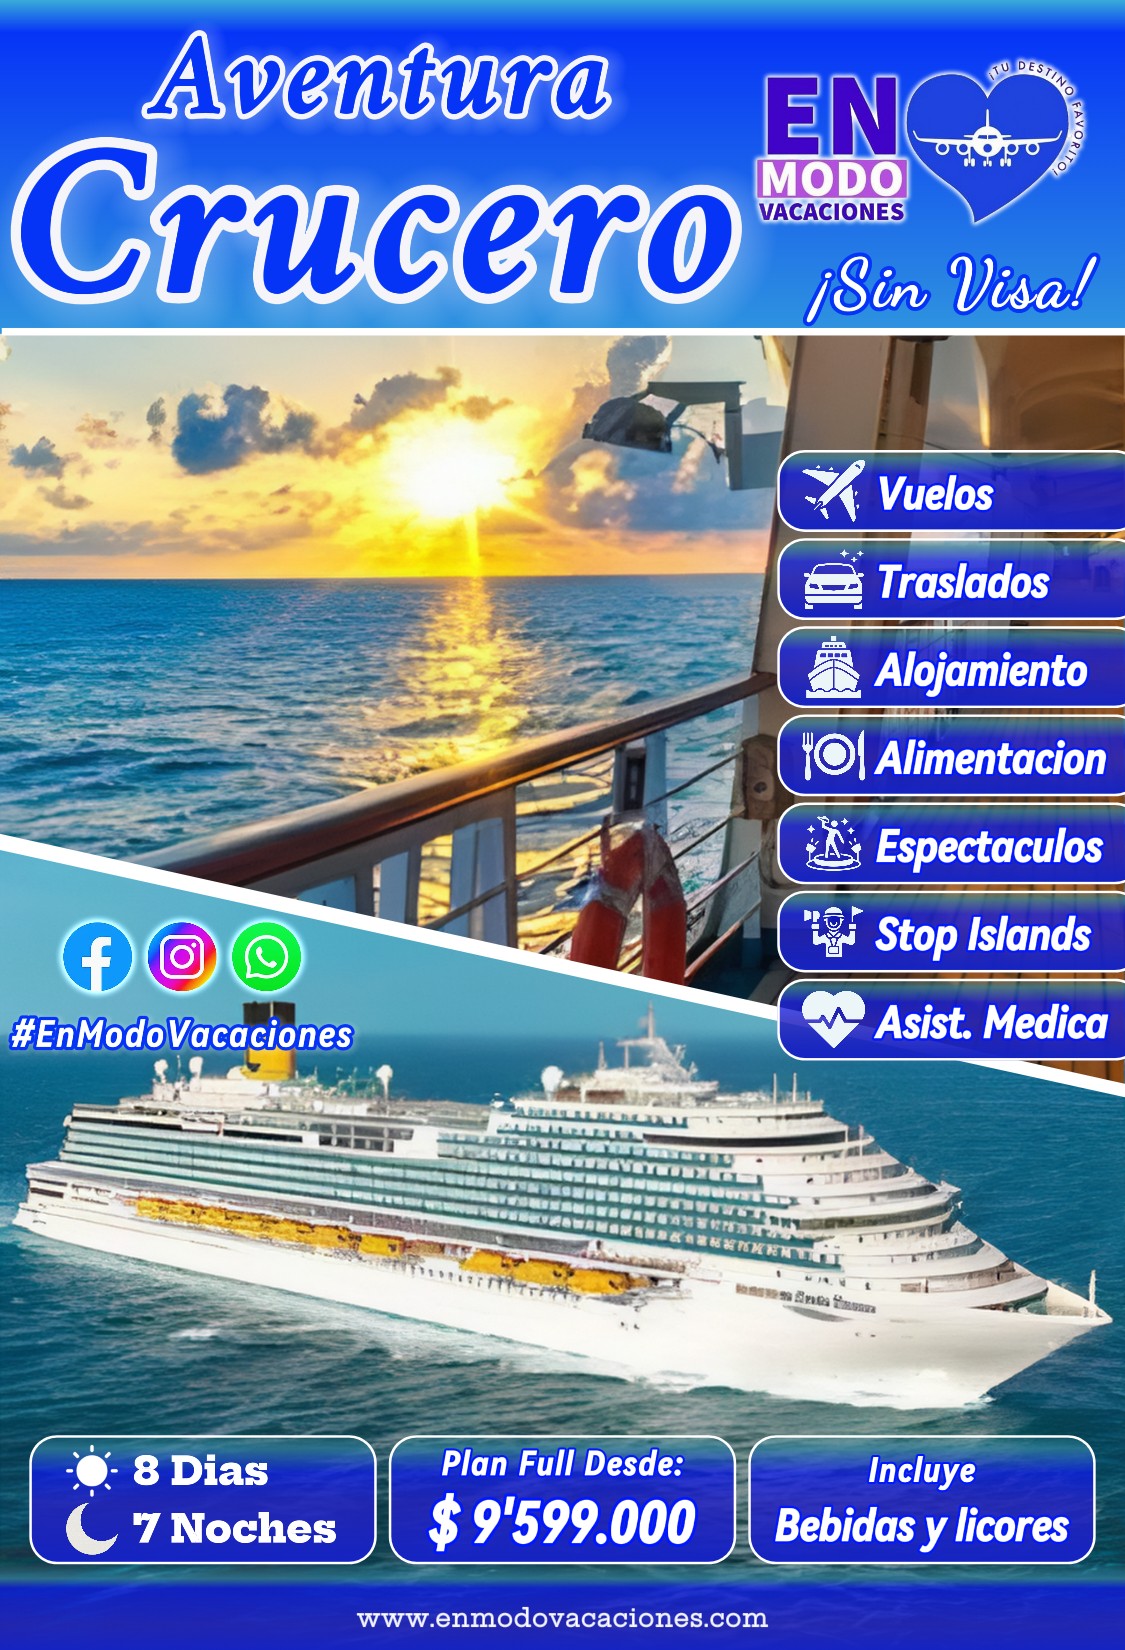 Aventura
Crucero
EN
MODO
VACACIONES
¡TU DESTINO FAVORITO!
¡Sin Visa!
Vuelos
Traslados
Alojamiento
Alimentacion
Espectaculos
Stop Islands
Asist. Medica
#EnModoVacaciones
8 Dias
7 Noches
Plan Full Desde:
$ 9'599.000
Incluye
Bebidas y licores
www.enmodovacaciones.com